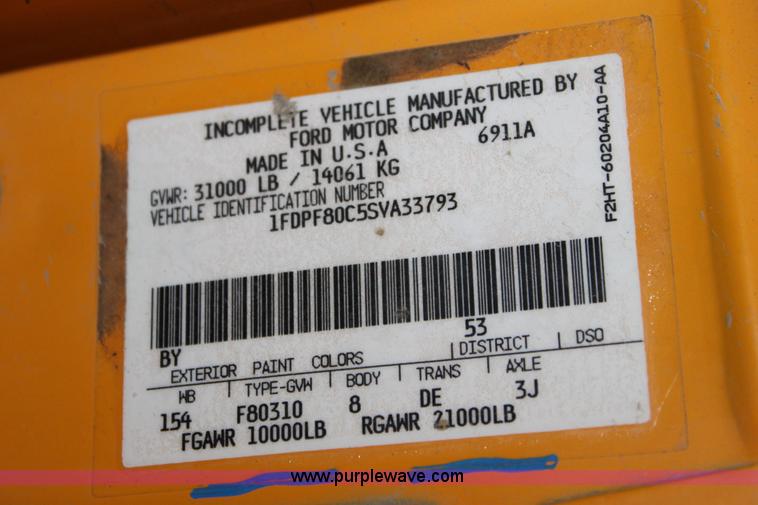 INCOMPLETE VEHICLE MANUFACTURED BY
FORD MOTOR COMPANY
MADE IN U.S.A 6911A
GVWR: 31000 LB / 14061 KG
VEHICLE IDENTIFICATION NUMBER
1FDPF80C5SVA33793
F2HT-60204A10-AA
BY 53
EXTERIOR PAINT COLORS DISTRICT DSO
WB TYPE-GVW BODY TRANS AXLE
154 F80310 8 DE 3J
FGAWR 10000LB RGAWR 21000LB
www.purplewave.com